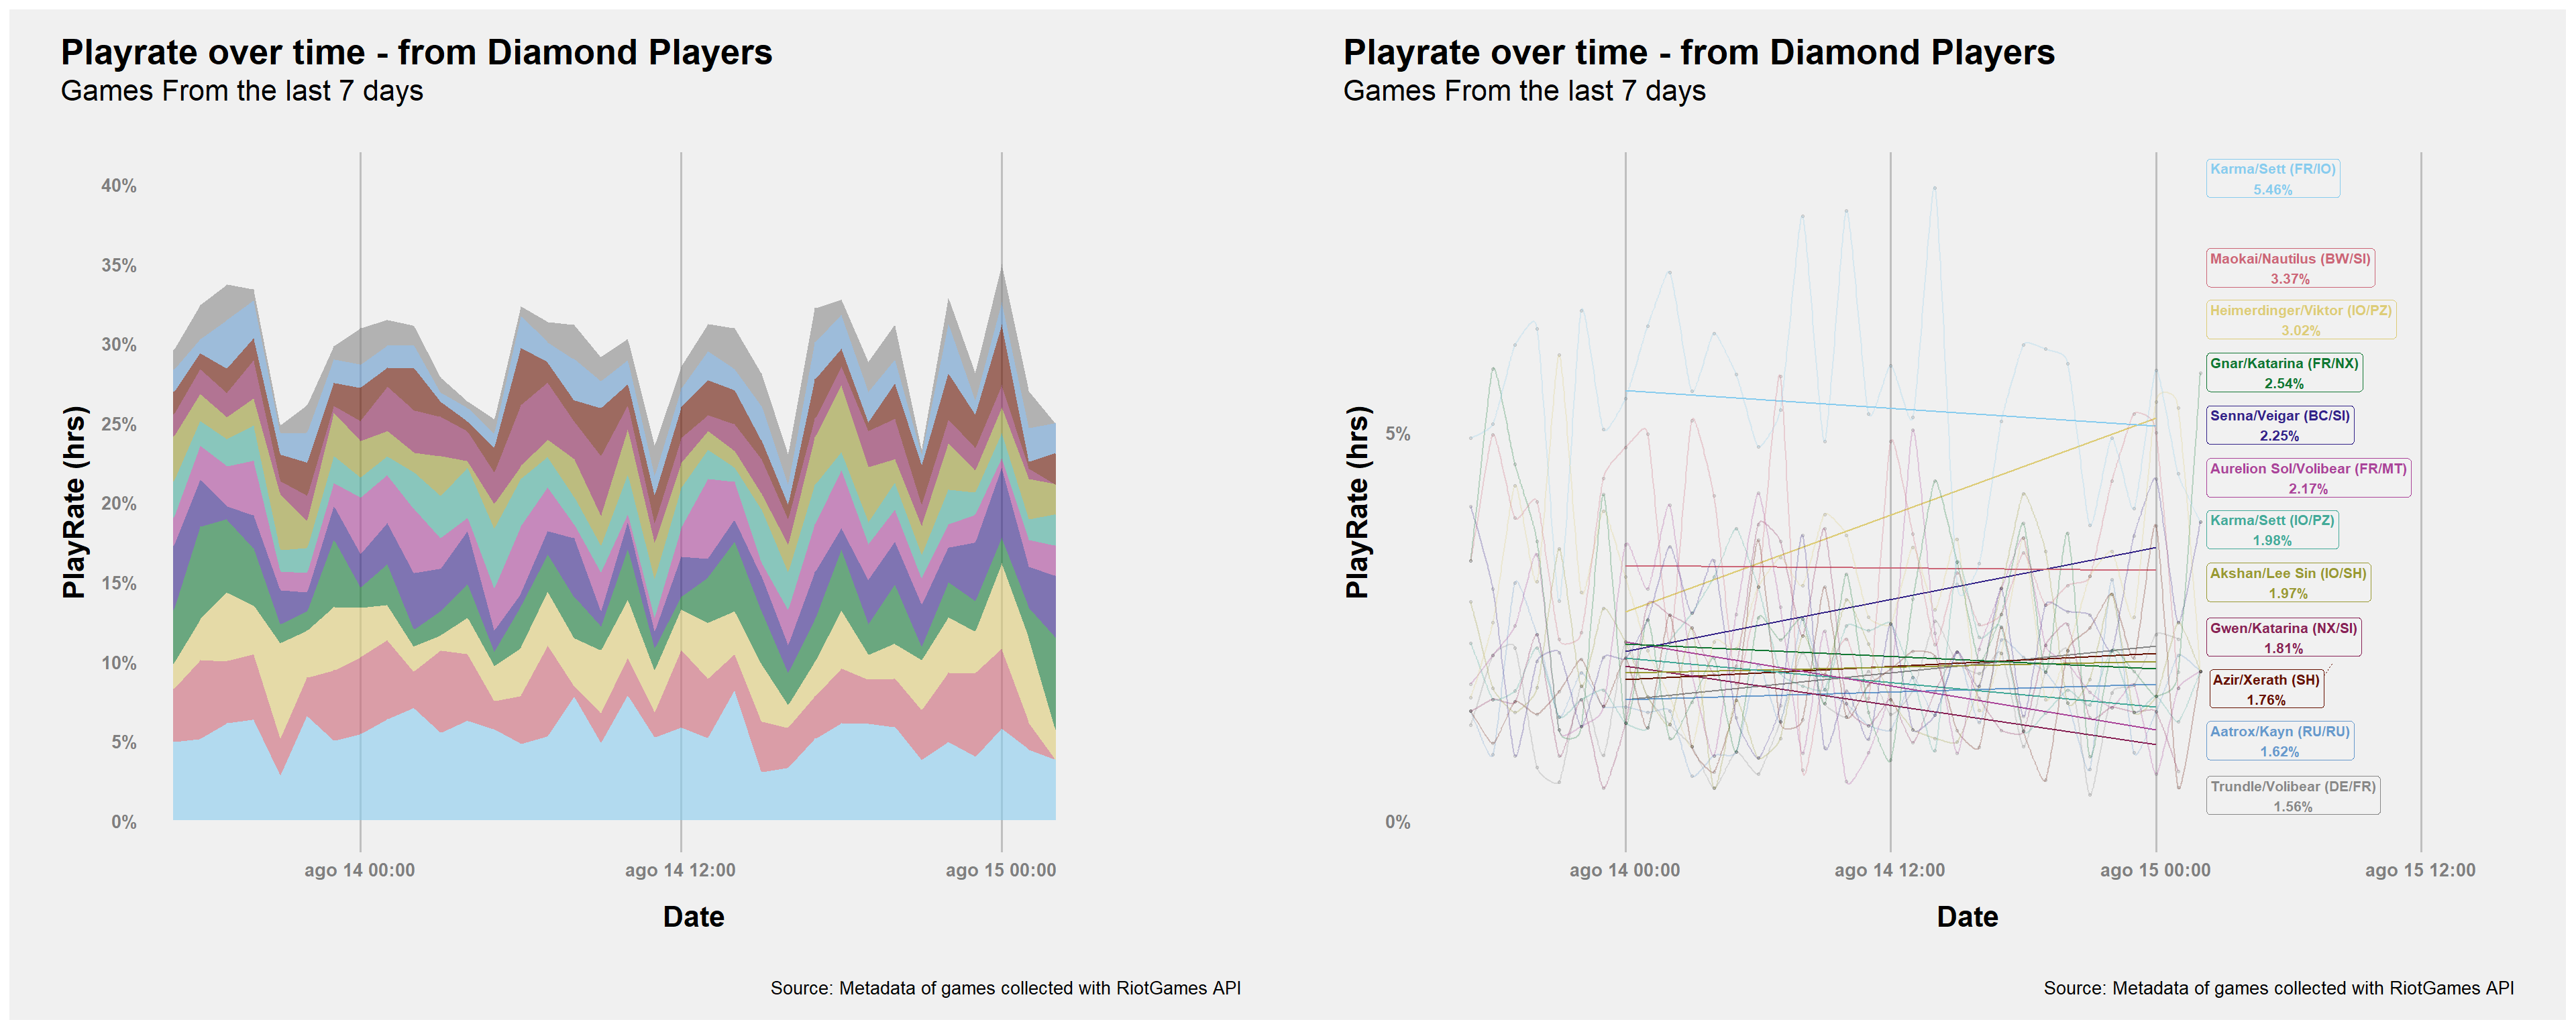 Playrate over time - from Diamond Players
Games From the last 7 days
PlayRate (hrs)
40%
35%
30%
25%
20%
15%
10%
5%
0%
ago 14 00:00
ago 14 12:00
ago 15 00:00
Date
Source: Metadata of games collected with RiotGames API
Playrate over time - from Diamond Players
Games From the last 7 days
PlayRate (hrs)
5%
0%
Karma/Sett (FR/IO)
5.46%
Maokai/Nautilus (BW/SI)
3.37%
Heimerdinger/Viktor (IO/PZ)
3.02%
Gnar/Katarina (FR/NX)
2.54%
Senna/Veigar (BC/SI)
2.25%
Aurelion Sol/Volibear (FR/MT)
2.17%
Karma/Sett (IO/PZ)
1.98%
Akshan/Lee Sin (IO/SH)
1.97%
Gwen/Katarina (NX/SI)
1.81%
Azir/Xerath (SH)
1.76%
Aatrox/Kayn (RU/RU)
1.62%
Trundle/Volibear (DE/FR)
1.56%
ago 14 00:00
ago 14 12:00
ago 15 00:00
ago 15 12:00
Date
Source: Metadata of games collected with RiotGames API